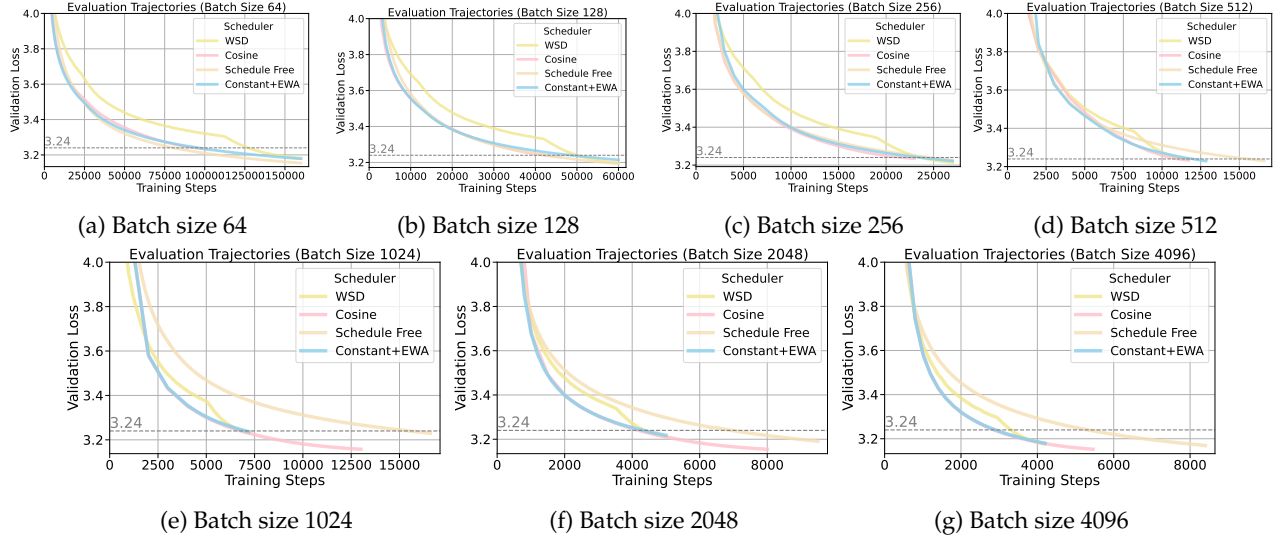 Evaluation Trajectories (Batch Size 64)
4.0
3.8
3.6
3.4
3.2
Validation Loss
3.24
Scheduler
WSD
Cosine
Schedule Free
Constant+EWA
0 25000 50000 75000 100000 125000 150000
Training Steps
(a) Batch size 64
Evaluation Trajectories (Batch Size 128)
4.0
3.8
3.6
3.4
3.2
Validation Loss
3.24
Scheduler
WSD
Cosine
Schedule Free
Constant+EWA
0 10000 20000 30000 40000 50000 60000
Training Steps
(b) Batch size 128
Evaluation Trajectories (Batch Size 256)
4.0
3.8
3.6
3.4
3.2
Validation Loss
3.24
Scheduler
WSD
Cosine
Schedule Free
Constant+EWA
0 5000 10000 15000 20000 25000
Training Steps
(c) Batch size 256
Evaluation Trajectories (Batch Size 512)
4.0
3.8
3.6
3.4
3.2
Validation Loss
3.24
Scheduler
WSD
Cosine
Schedule Free
Constant+EWA
0 2500 5000 7500 10000 12500 15000
Training Steps
(d) Batch size 512
Evaluation Trajectories (Batch Size 1024)
4.0
3.8
3.6
3.4
3.2
Validation Loss
3.24
Scheduler
WSD
Cosine
Schedule Free
Constant+EWA
0 2500 5000 7500 10000 12500 15000
Training Steps
(e) Batch size 1024
Evaluation Trajectories (Batch Size 2048)
4.0
3.8
3.6
3.4
3.2
Validation Loss
3.24
Scheduler
WSD
Cosine
Schedule Free
Constant+EWA
0 2000 4000 6000 8000
Training Steps
(f) Batch size 2048
Evaluation Trajectories (Batch Size 4096)
4.0
3.8
3.6
3.4
3.2
Validation Loss
3.24
Scheduler
WSD
Cosine
Schedule Free
Constant+EWA
0 2000 4000 6000 8000
Training Steps
(g) Batch size 4096